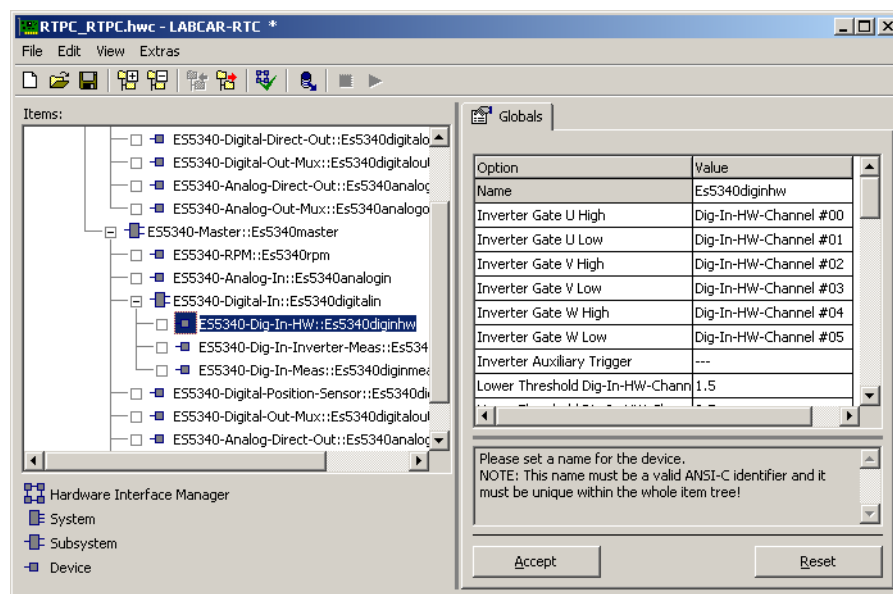 RTPC_RTPC.hwc - LABCAR-RTC *
File Edit View Extras
Items:
ES5340-Digital-Direct-Out::Es5340digitalo
ES5340-Digital-Out-Mux::Es5340digitalou
ES5340-Analog-Direct-Out::Es5340analog
ES5340-Analog-Out-Mux::Es5340analogo
ES5340-Master::Es5340master
ES5340-RPM::Es5340rpm
ES5340-Analog-In::Es5340analogin
ES5340-Digital-In::Es5340digitalin
ES5340-Dig-In-HW::Es5340diginhw
ES5340-Dig-In-Inverter-Meas::Es534
ES5340-Dig-In-Meas::Es5340diginmea
ES5340-Digital-Position-Sensor::Es5340di
ES5340-Digital-Out-Mux::Es5340digitalou
ES5340-Analog-Direct-Out::Es5340analog
Hardware Interface Manager
System
Subsystem
Device
Globals
Option Value
Name Es5340diginhw
Inverter Gate U High Dig-In-HW-Channel #00
Inverter Gate U Low Dig-In-HW-Channel #01
Inverter Gate V High Dig-In-HW-Channel #02
Inverter Gate V Low Dig-In-HW-Channel #03
Inverter Gate W High Dig-In-HW-Channel #04
Inverter Gate W Low Dig-In-HW-Channel #05
Inverter Auxiliary Trigger ---
Lower Threshold Dig-In-HW-Chann 1.5
Please set a name for the device.
NOTE: This name must be a valid ANSI-C identifier and it
must be unique within the whole item tree!
Accept Reset